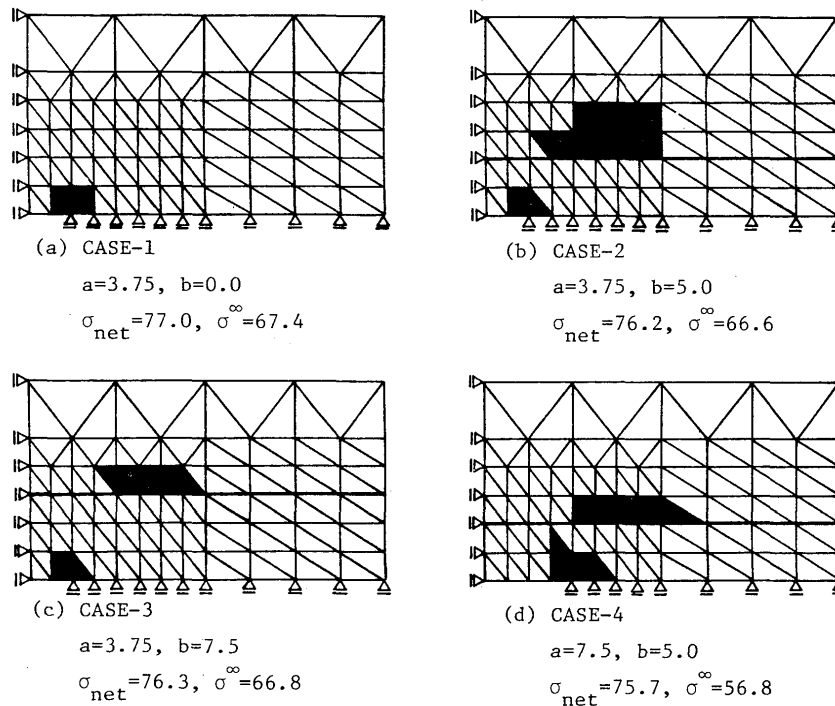 (a) CASE-1
a=3.75, b=0.0
σnet=77.0, σ∞=67.4
(b) CASE-2
a=3.75, b=5.0
σnet=76.2, σ∞=66.6
(c) CASE-3
a=3.75, b=7.5
σnet=76.3, σ∞=66.8
(d) CASE-4
a=7.5, b=5.0
σnet=75.7, σ∞=56.8